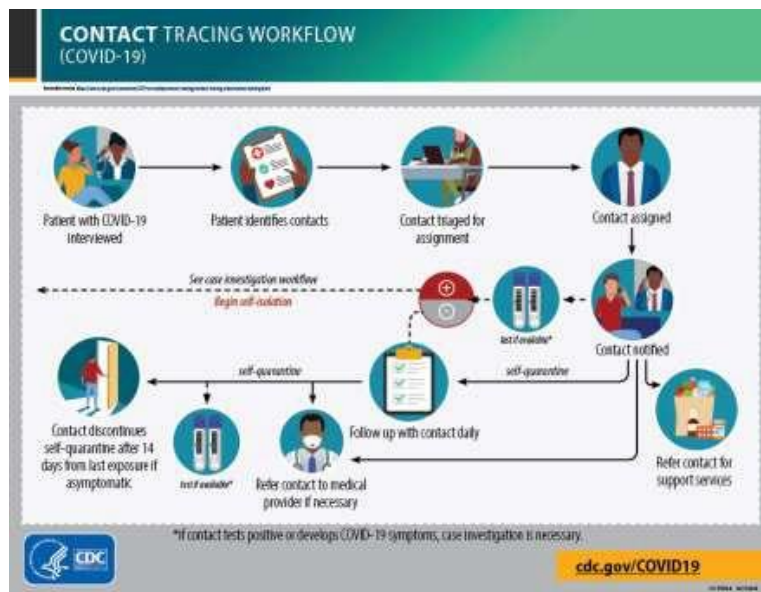 CONTACT TRACING WORKFLOW
(COVID-19)
Patient with COVID-19
interviewed
Patient identifies contacts
Contact triaged for
assignment
Contact assigned
See case investigation workflow
Begin self-isolation
test if available*
Contact notified
self-quarantine
self-quarantine
Contact discontinues
self-quarantine after 14
days from last exposure if
asymptomatic
test if available*
Refer contact to medical
provider if necessary
Follow up with contact daily
Refer contact for
support services
*If contact tests positive or develops COVID-19 symptoms, case investigation is necessary.
CDC
cdc.gov/COVID19